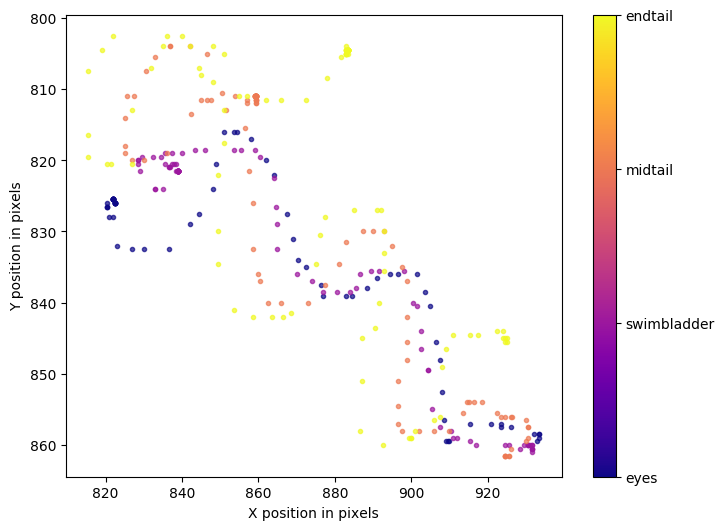 800
810
820
830
840
850
860
Y position in pixels
820
840
860
880
900
920
X position in pixels
endtail
midtail
swimbladder
eyes